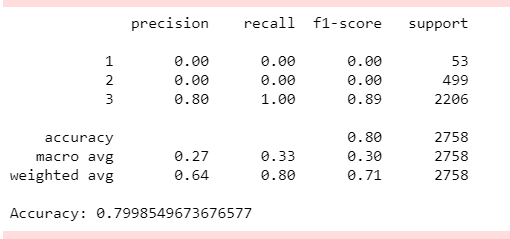 precision recall f1-score support
1 0.00 0.00 0.00 53
2 0.00 0.00 0.00 499
3 0.80 1.00 0.89 2206
accuracy 0.80 2758
macro avg 0.27 0.33 0.30 2758
weighted avg 0.64 0.80 0.71 2758
Accuracy: 0.7998549673676577